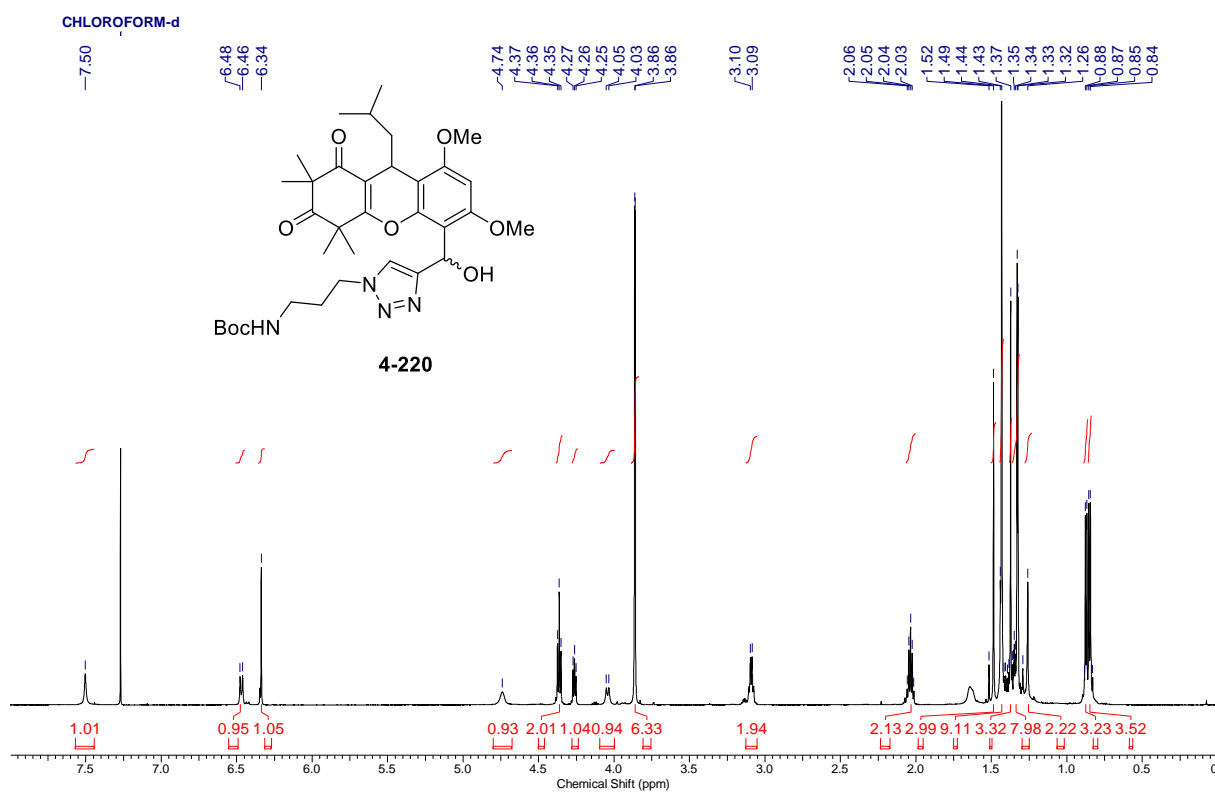 CHLOROFORM-d
7.50
6.48
6.46
6.34
4.74
4.37
4.36
4.35
4.27
4.26
4.25
4.05
4.03
3.86
3.86
3.10
3.09
2.06
2.05
2.04
2.03
1.52
1.49
1.44
1.43
1.37
1.35
1.34
1.33
1.32
1.26
0.88
0.87
0.85
0.84
O
OMe
O
O
OMe
OH
N
N
N
BocHN
4-220
1.01 0.95 1.05 0.93 2.01 1.04 0.94 6.33 1.94 2.13 2.99 9.11 3.32 7.98 2.22 3.23 3.52
7.5 7.0 6.5 6.0 5.5 5.0 4.5 4.0 3.5 3.0 2.5 2.0 1.5 1.0 0.5 0
Chemical Shift (ppm)